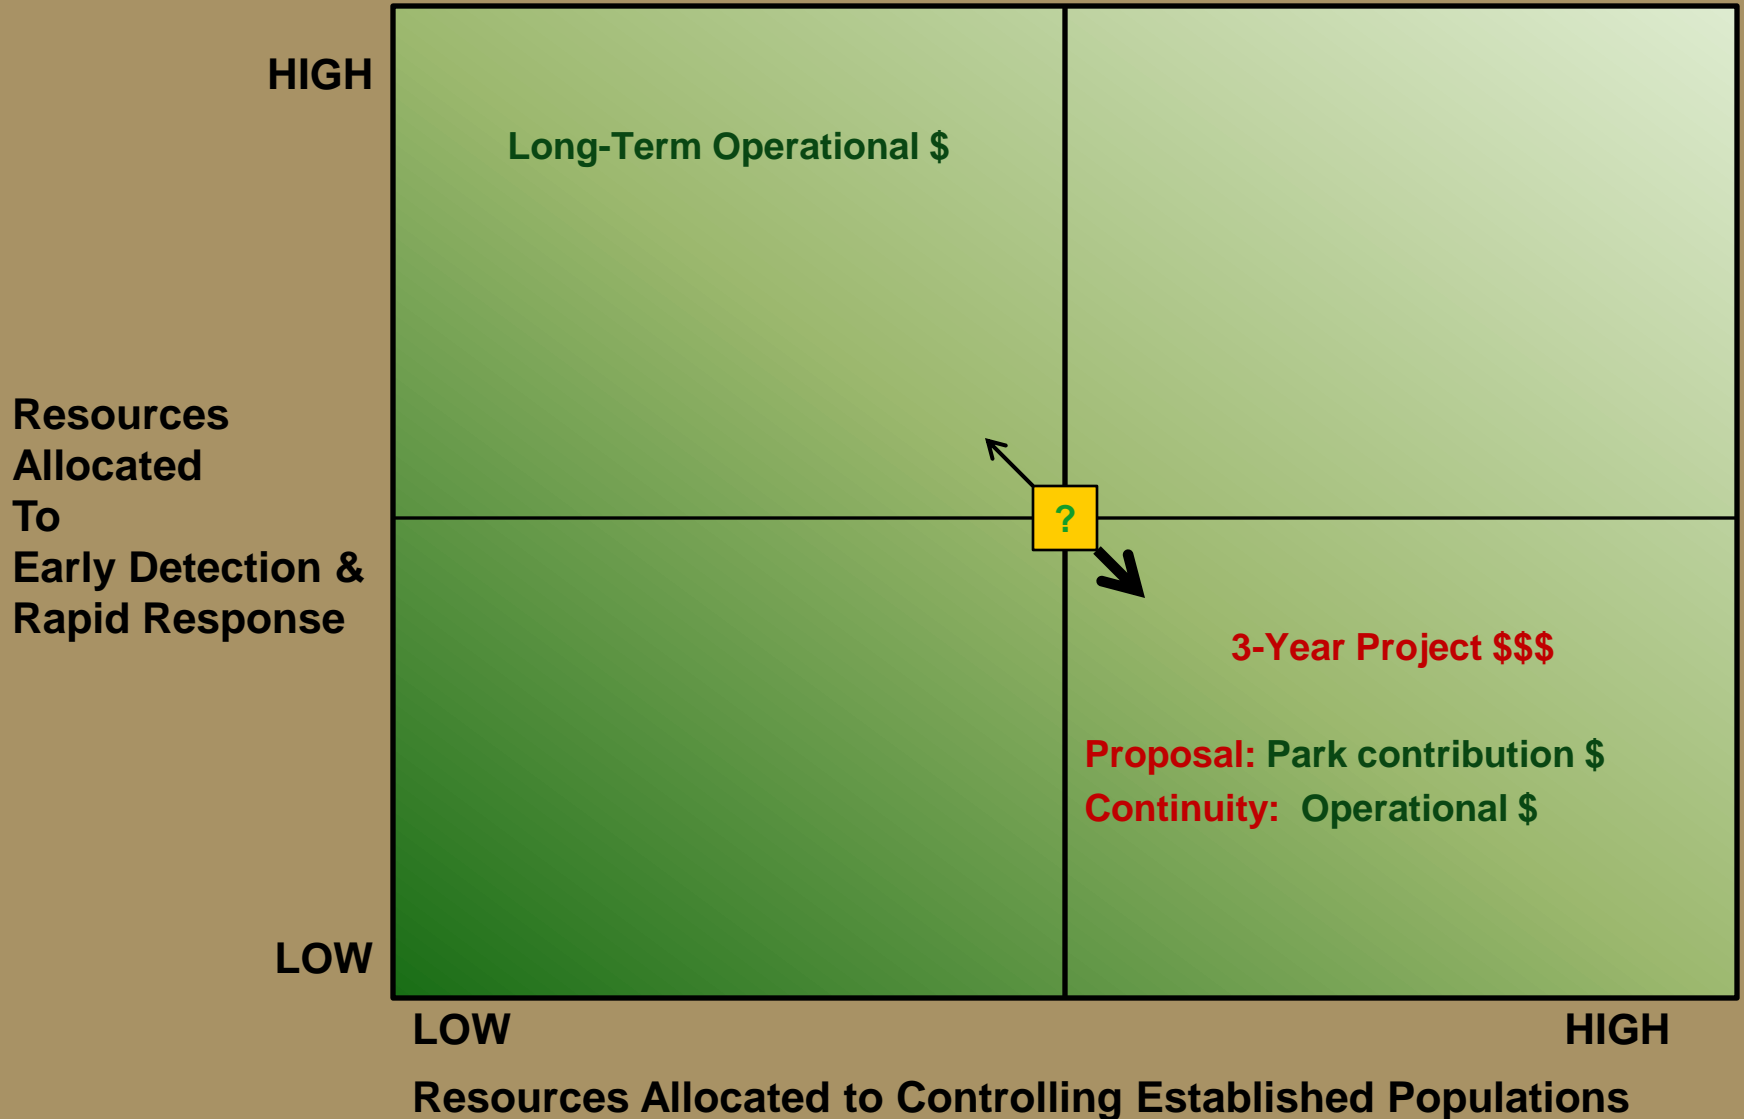 HIGH
Long-Term Operational $
Resources
Allocated
To
Early Detection &
Rapid Response
?
3-Year Project $$$
Proposal: Park contribution $
Continuity: Operational $
LOW
LOW
HIGH
Resources Allocated to Controlling Established Populations